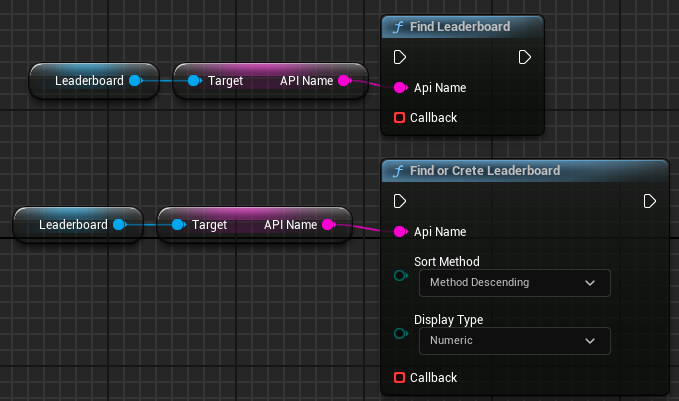 Find Leaderboard
Leaderboard
Target
API Name
Api Name
Callback
Find or Crete Leaderboard
Leaderboard
Target
API Name
Api Name
Sort Method
Method Descending
Display Type
Numeric
Callback